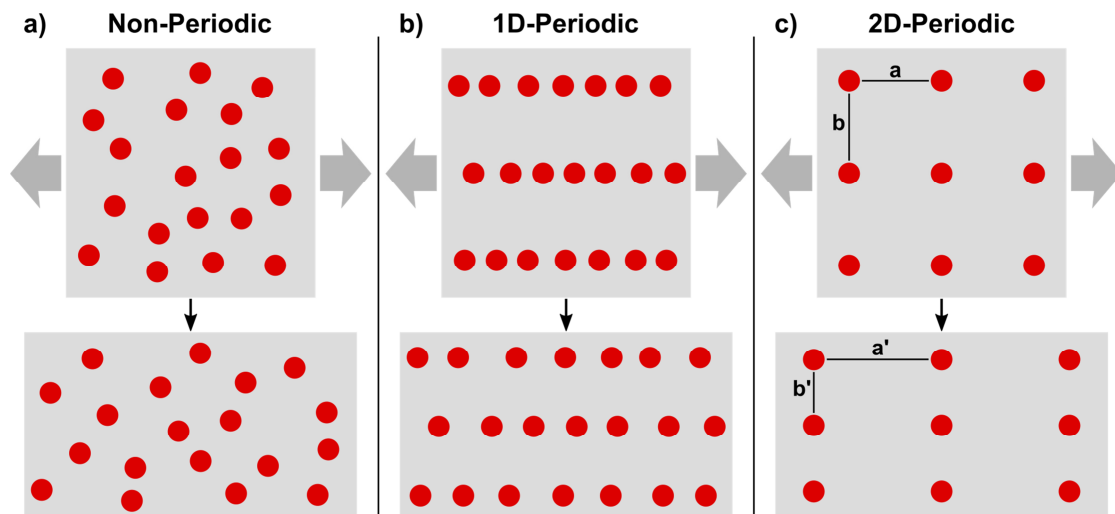 a) Non-Periodic
b) 1D-Periodic
c) 2D-Periodic
a
b
a'
b'